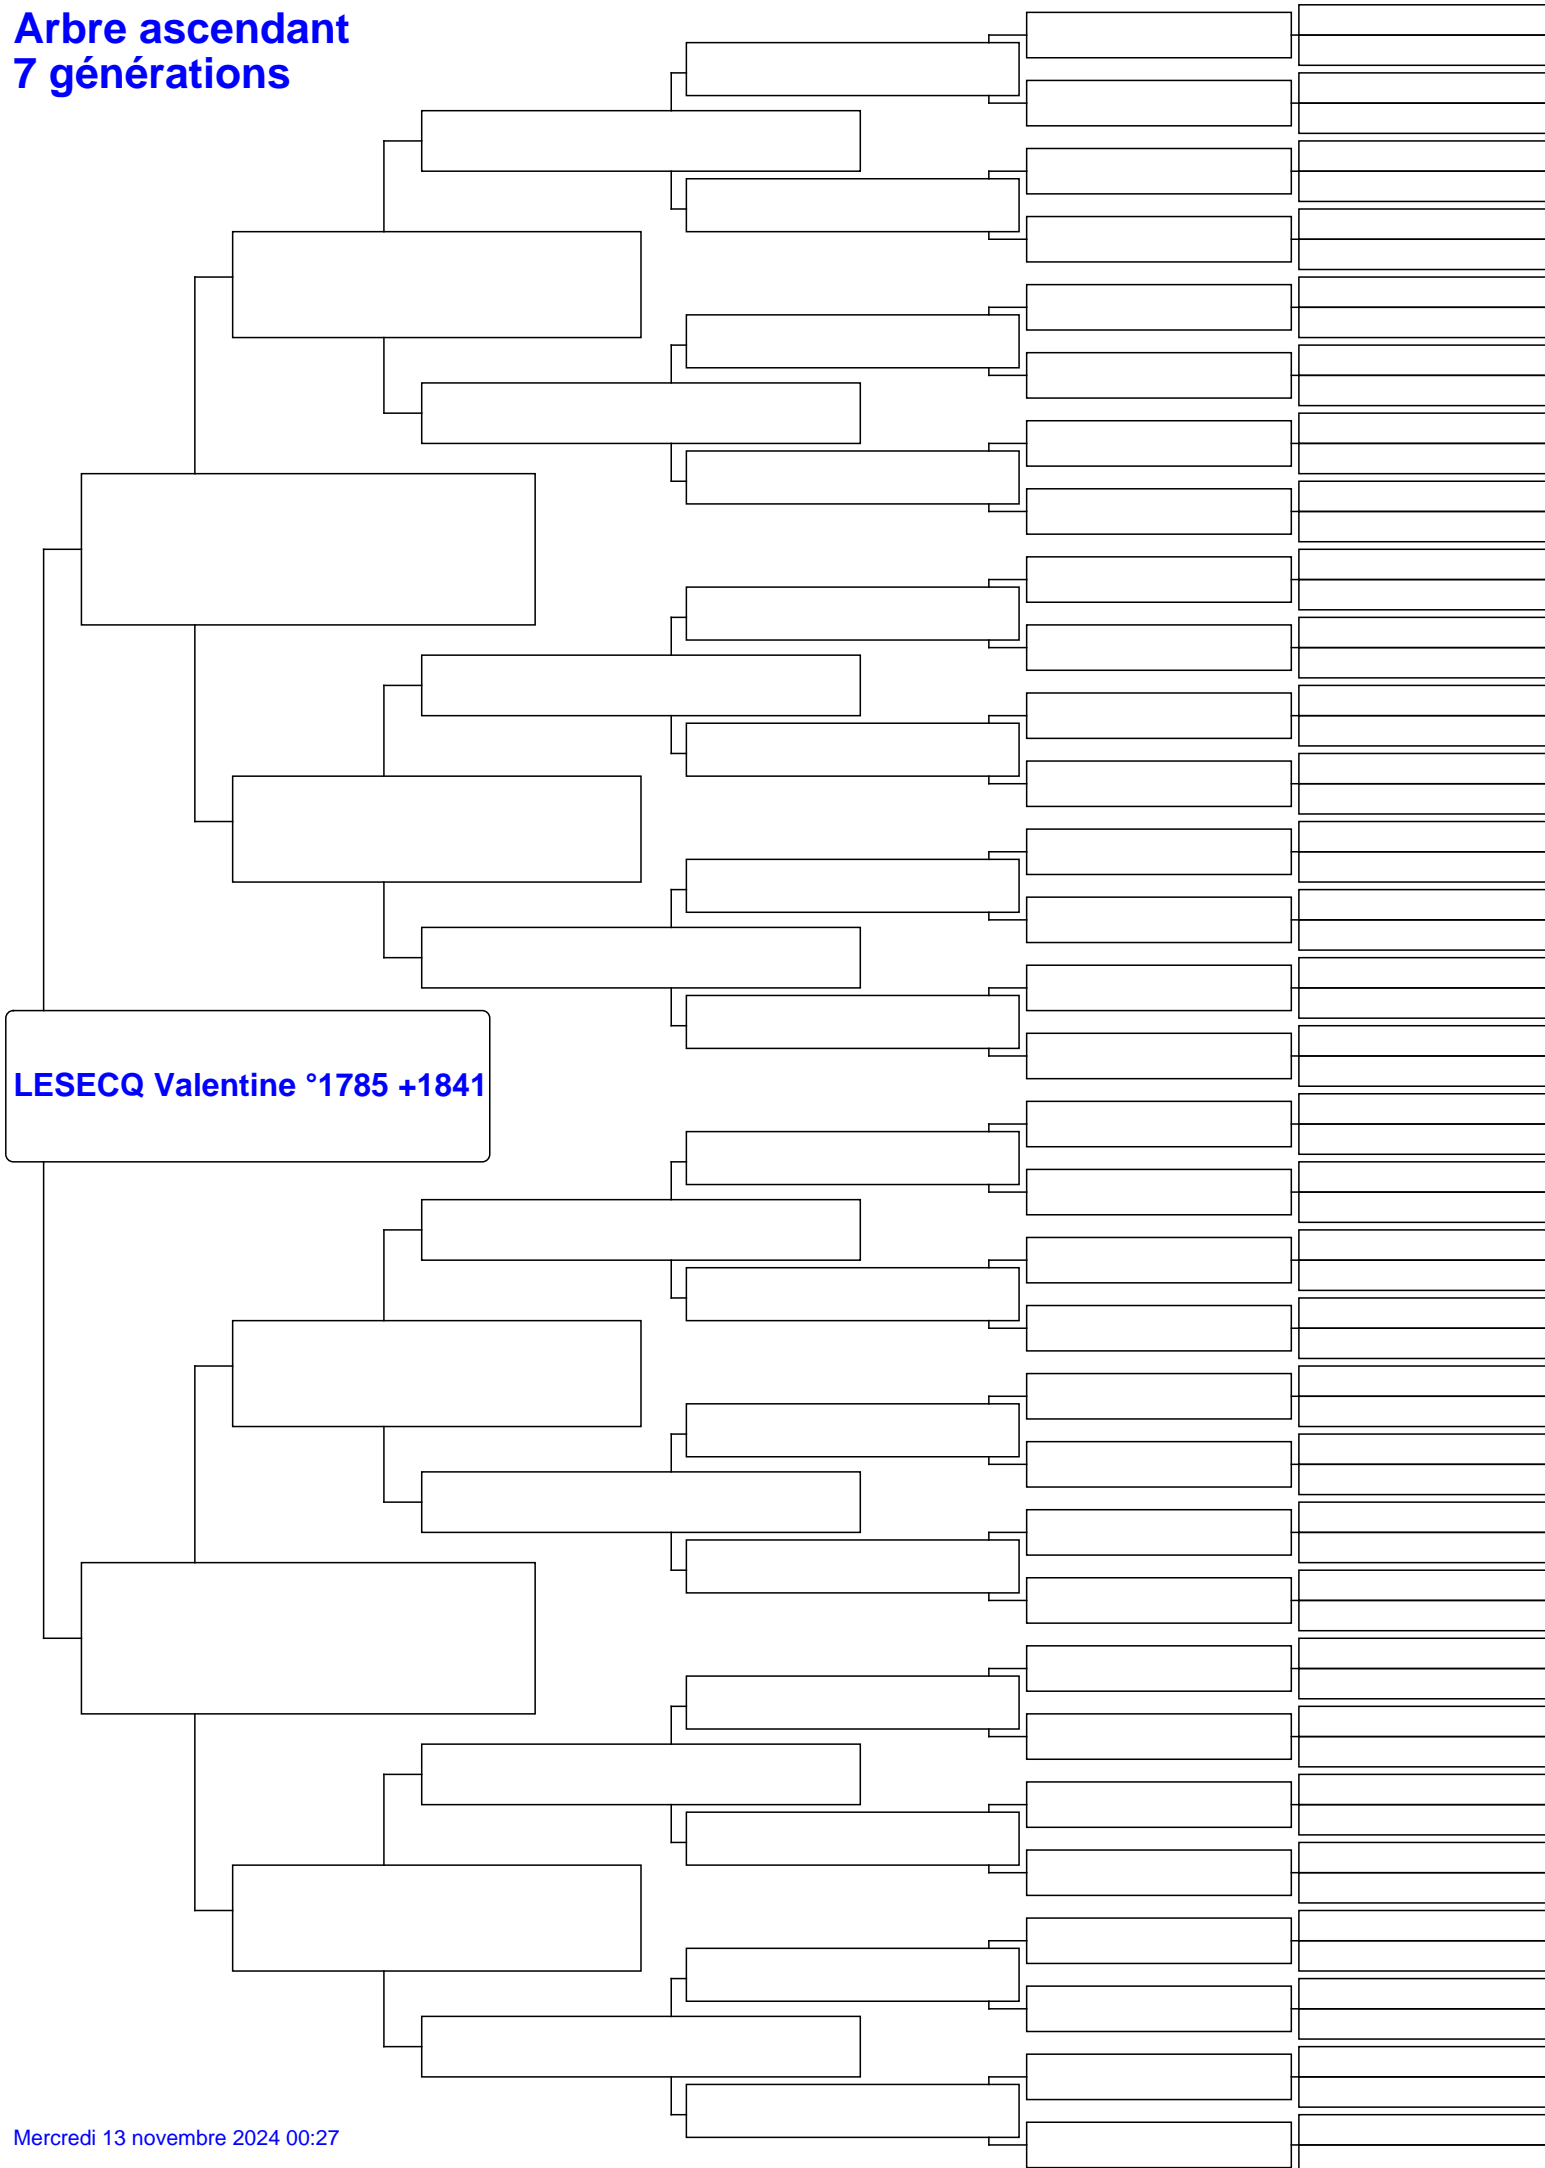 Arbre ascendant
7 générations
LESECQ Valentine °1785 +1841
Mercredi 13 novembre 2024 00:27